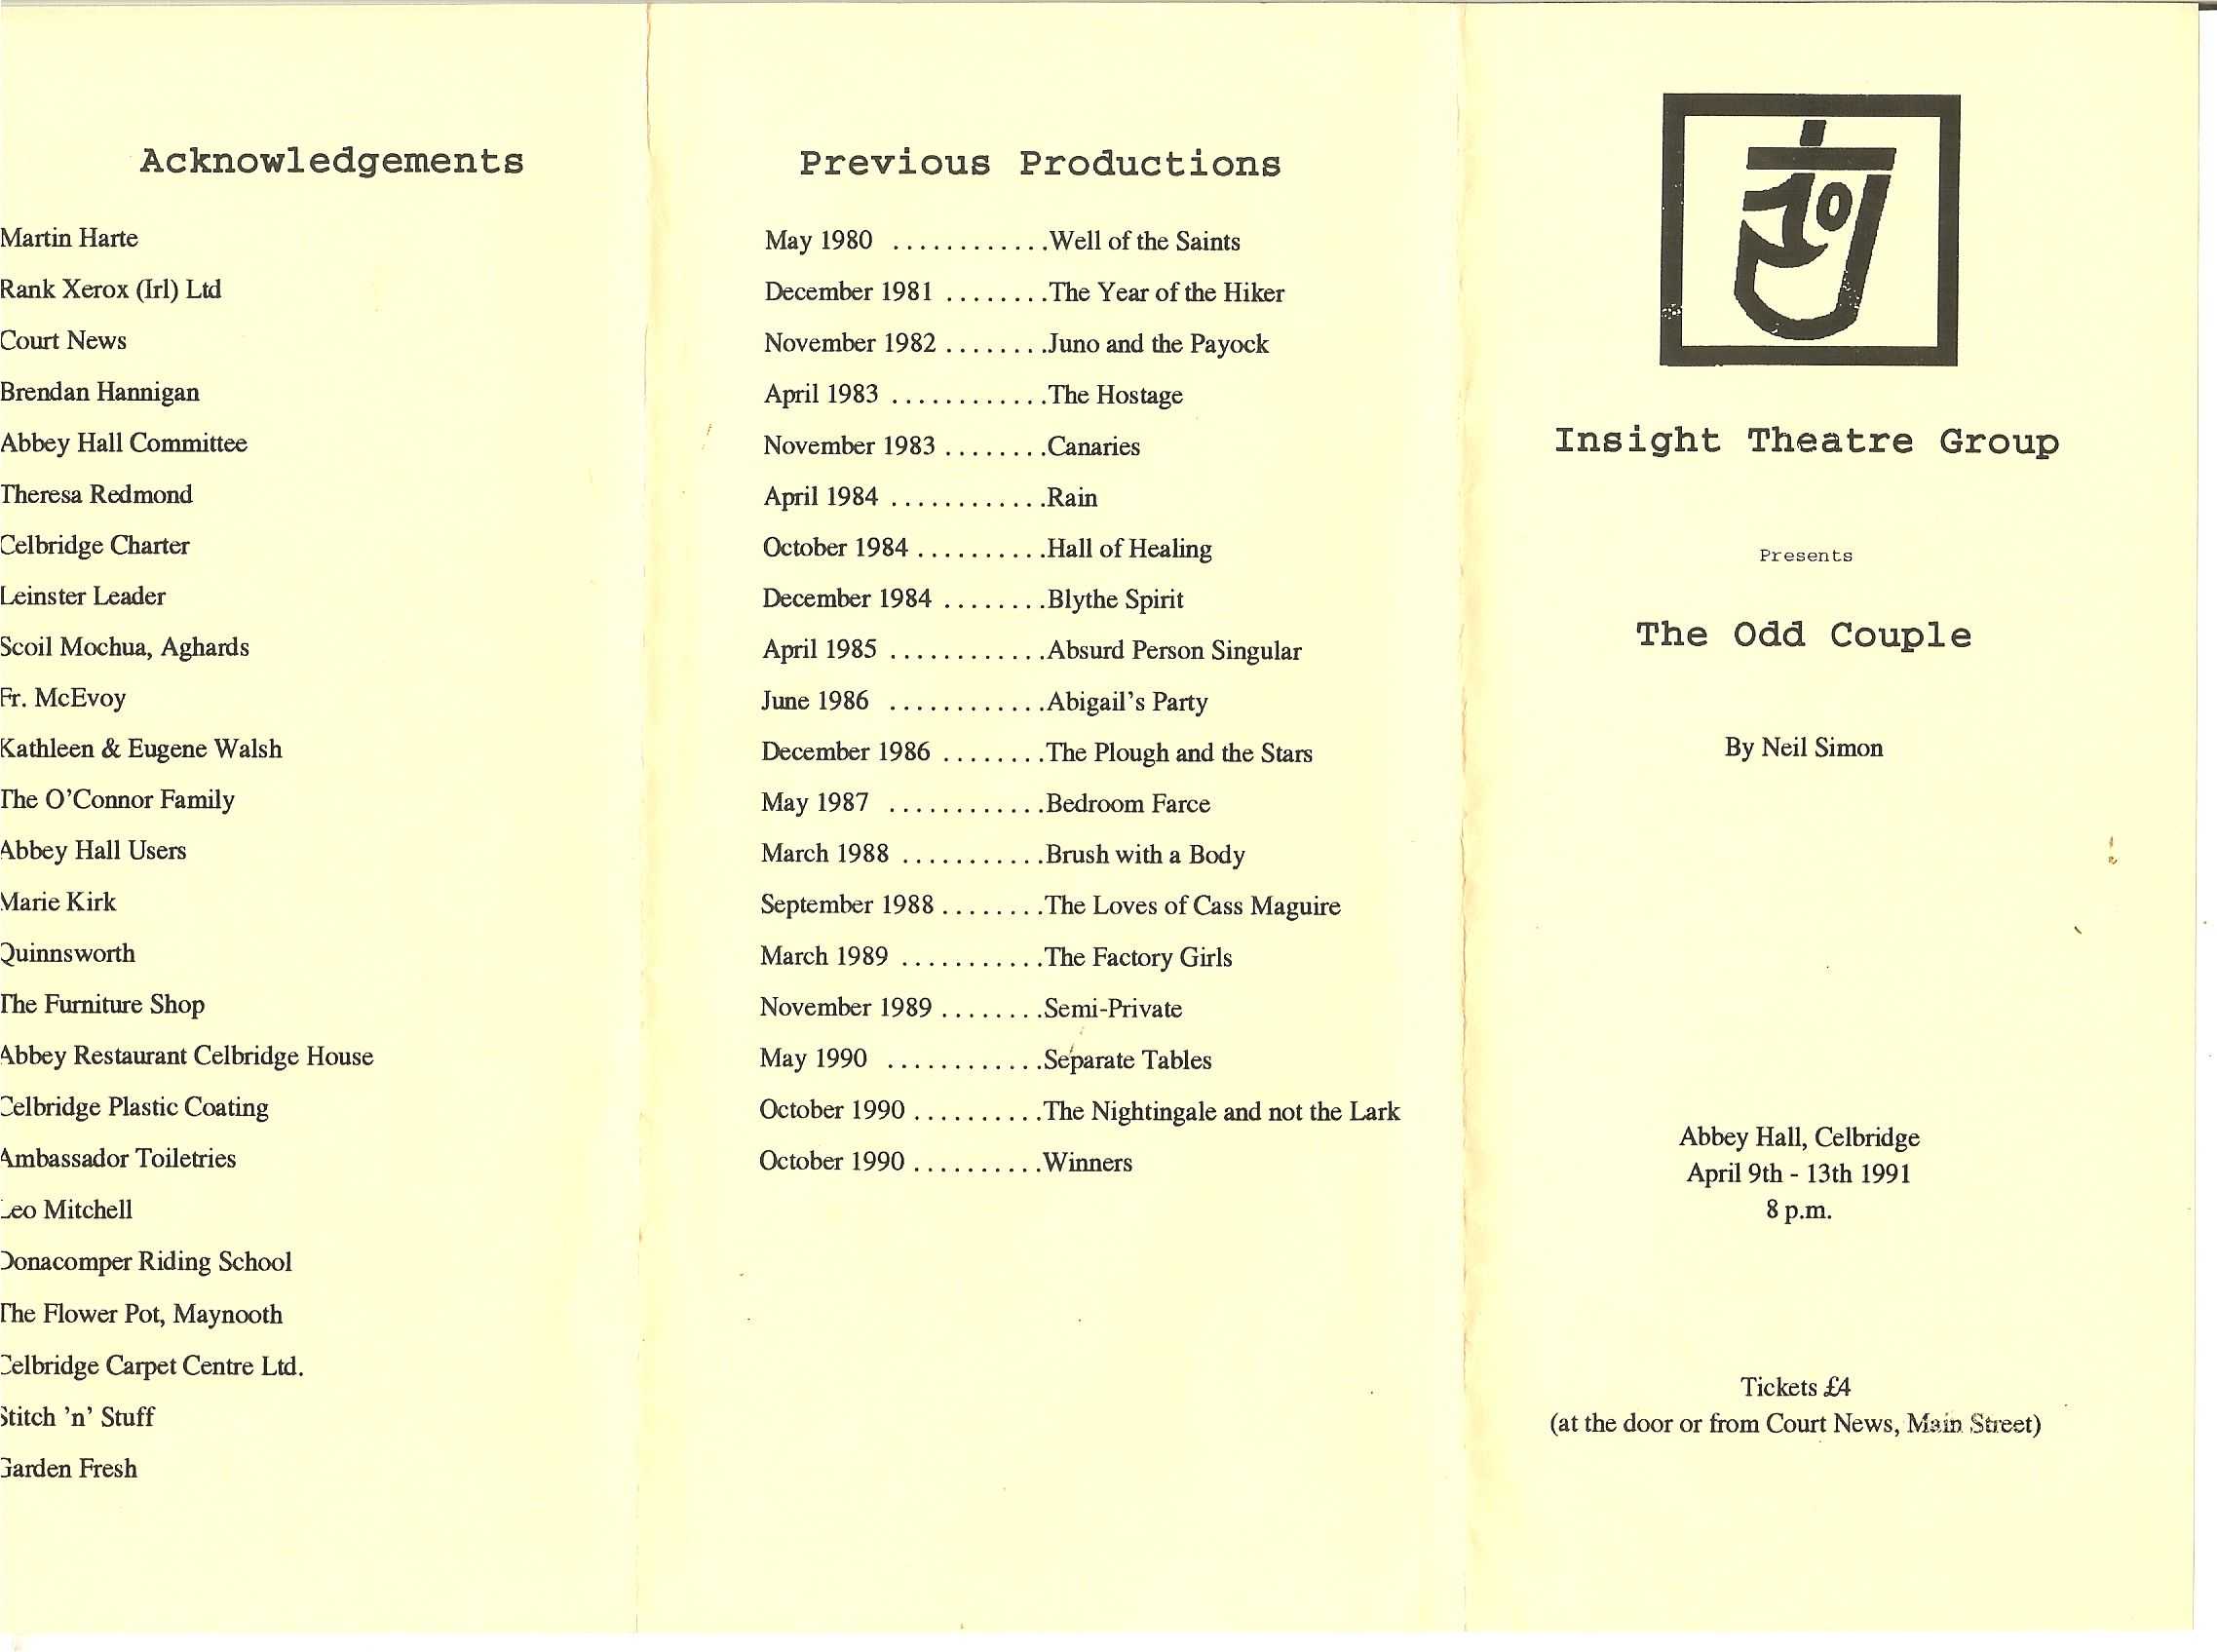 Acknowledgements
Martin Harte
Rank Xerox (Irl) Ltd
Court News
Brendan Hannigan
Abbey Hall Committee
Theresa Redmond
Celbridge Charter
Leinster Leader
Scoil Mochua, Aghards
Fr. McEvoy
Kathleen & Eugene Walsh
The O'Connor Family
Abbey Hall Users
Marie Kirk
Quinnsworth
The Furniture Shop
Abbey Restaurant Celbridge House
Celbridge Plastic Coating
Ambassador Toiletries
Leo Mitchell
Donacomper Riding School
The Flower Pot, Maynooth
Celbridge Carpet Centre Ltd.
Stitch 'n' Stuff
Garden Fresh
Previous Productions
May 1980 ............Well of the Saints
December 1981 ........The Year of the Hiker
November 1982 ........Juno and the Payock
April 1983 ............The Hostage
November 1983 ........Canaries
April 1984 ............Rain
October 1984 ..........Hall of Healing
December 1984 ........Blythe Spirit
April 1985 ............Absurd Person Singular
June 1986 ............Abigail's Party
December 1986 ........The Plough and the Stars
May 1987 ............Bedroom Farce
March 1988 ...........Brush with a Body
September 1988 ........The Loves of Cass Maguire
March 1989 ...........The Factory Girls
November 1989 ........Semi-Private
May 1990 ............Separate Tables
October 1990 ..........The Nightingale and not the Lark
October 1990 ..........Winners
Insight Theatre Group
Presents
The Odd Couple
By Neil Simon
Abbey Hall, Celbridge
April 9th - 13th 1991
8 p.m.
Tickets £4
(at the door or from Court News, Main Street)